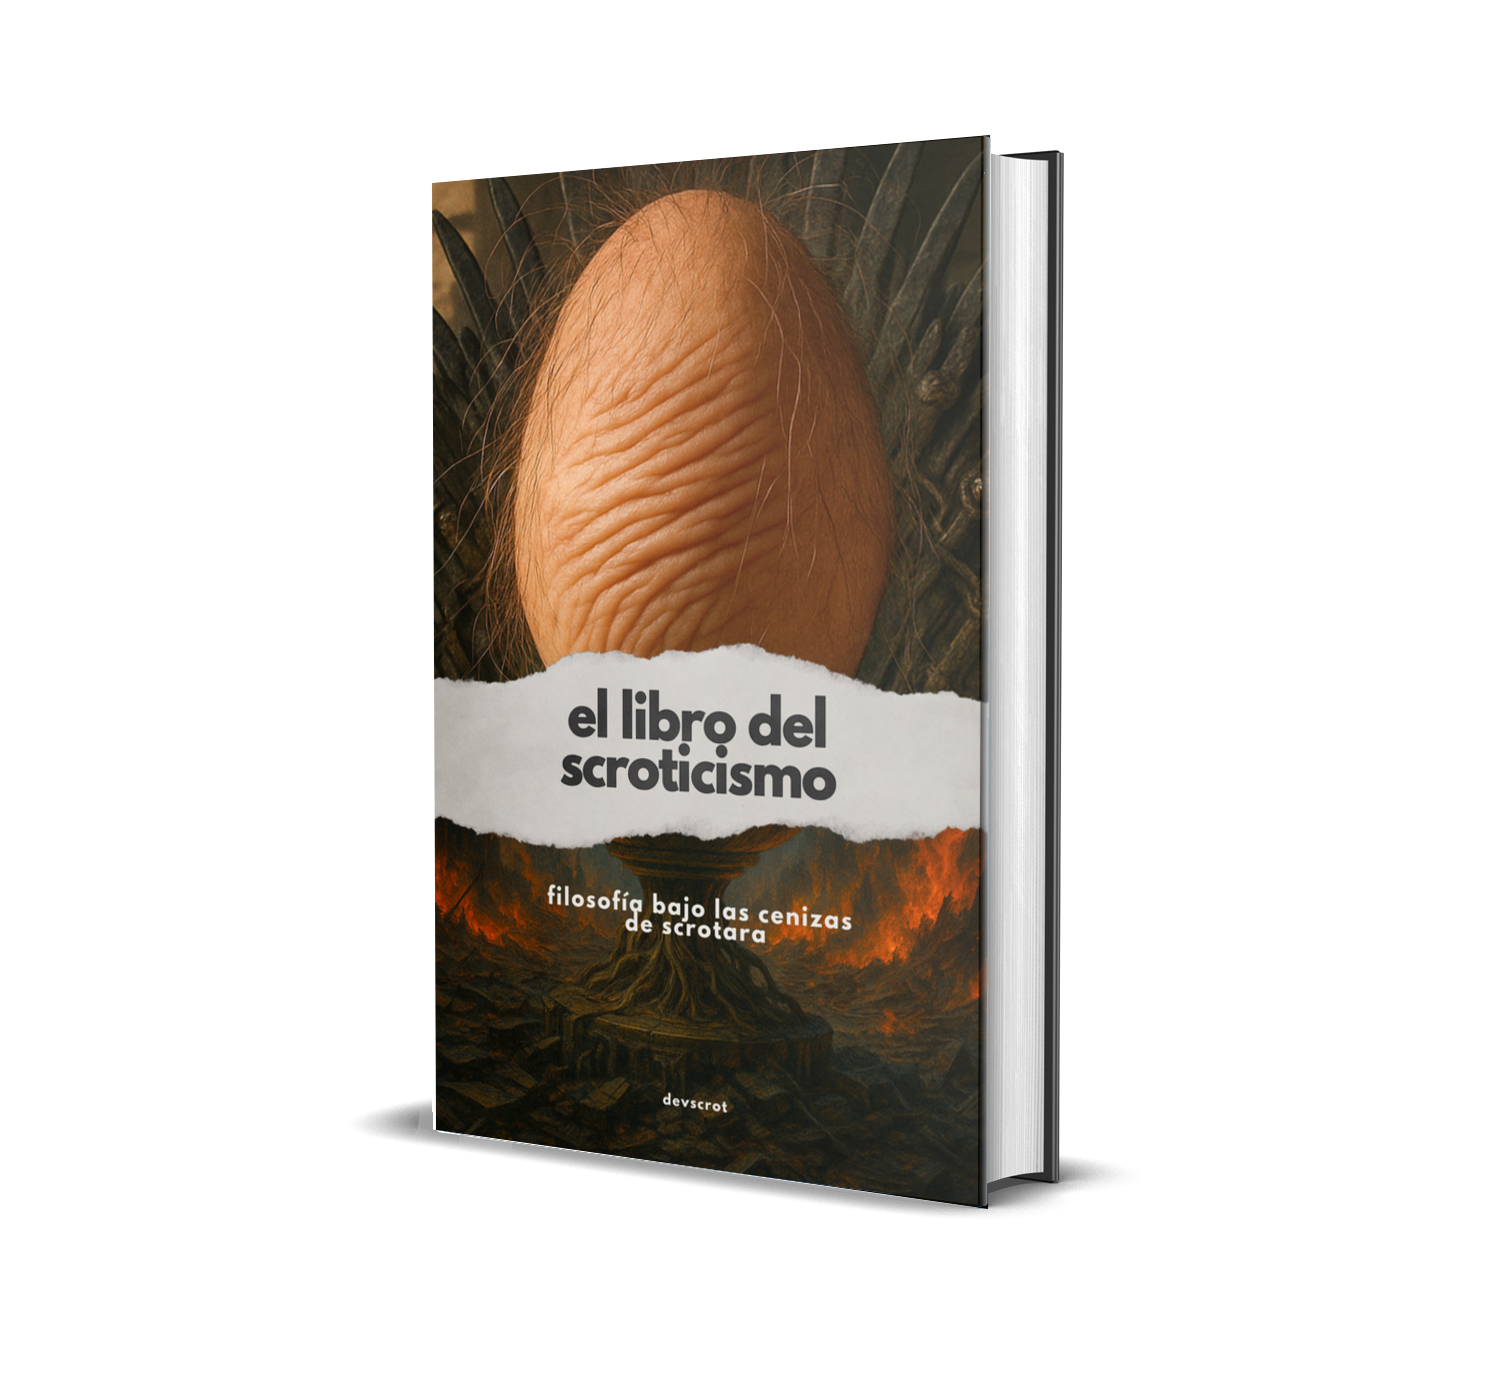 el libro del
scroticismo
filosofía bajo las cenizas
de scrotara
devscrot